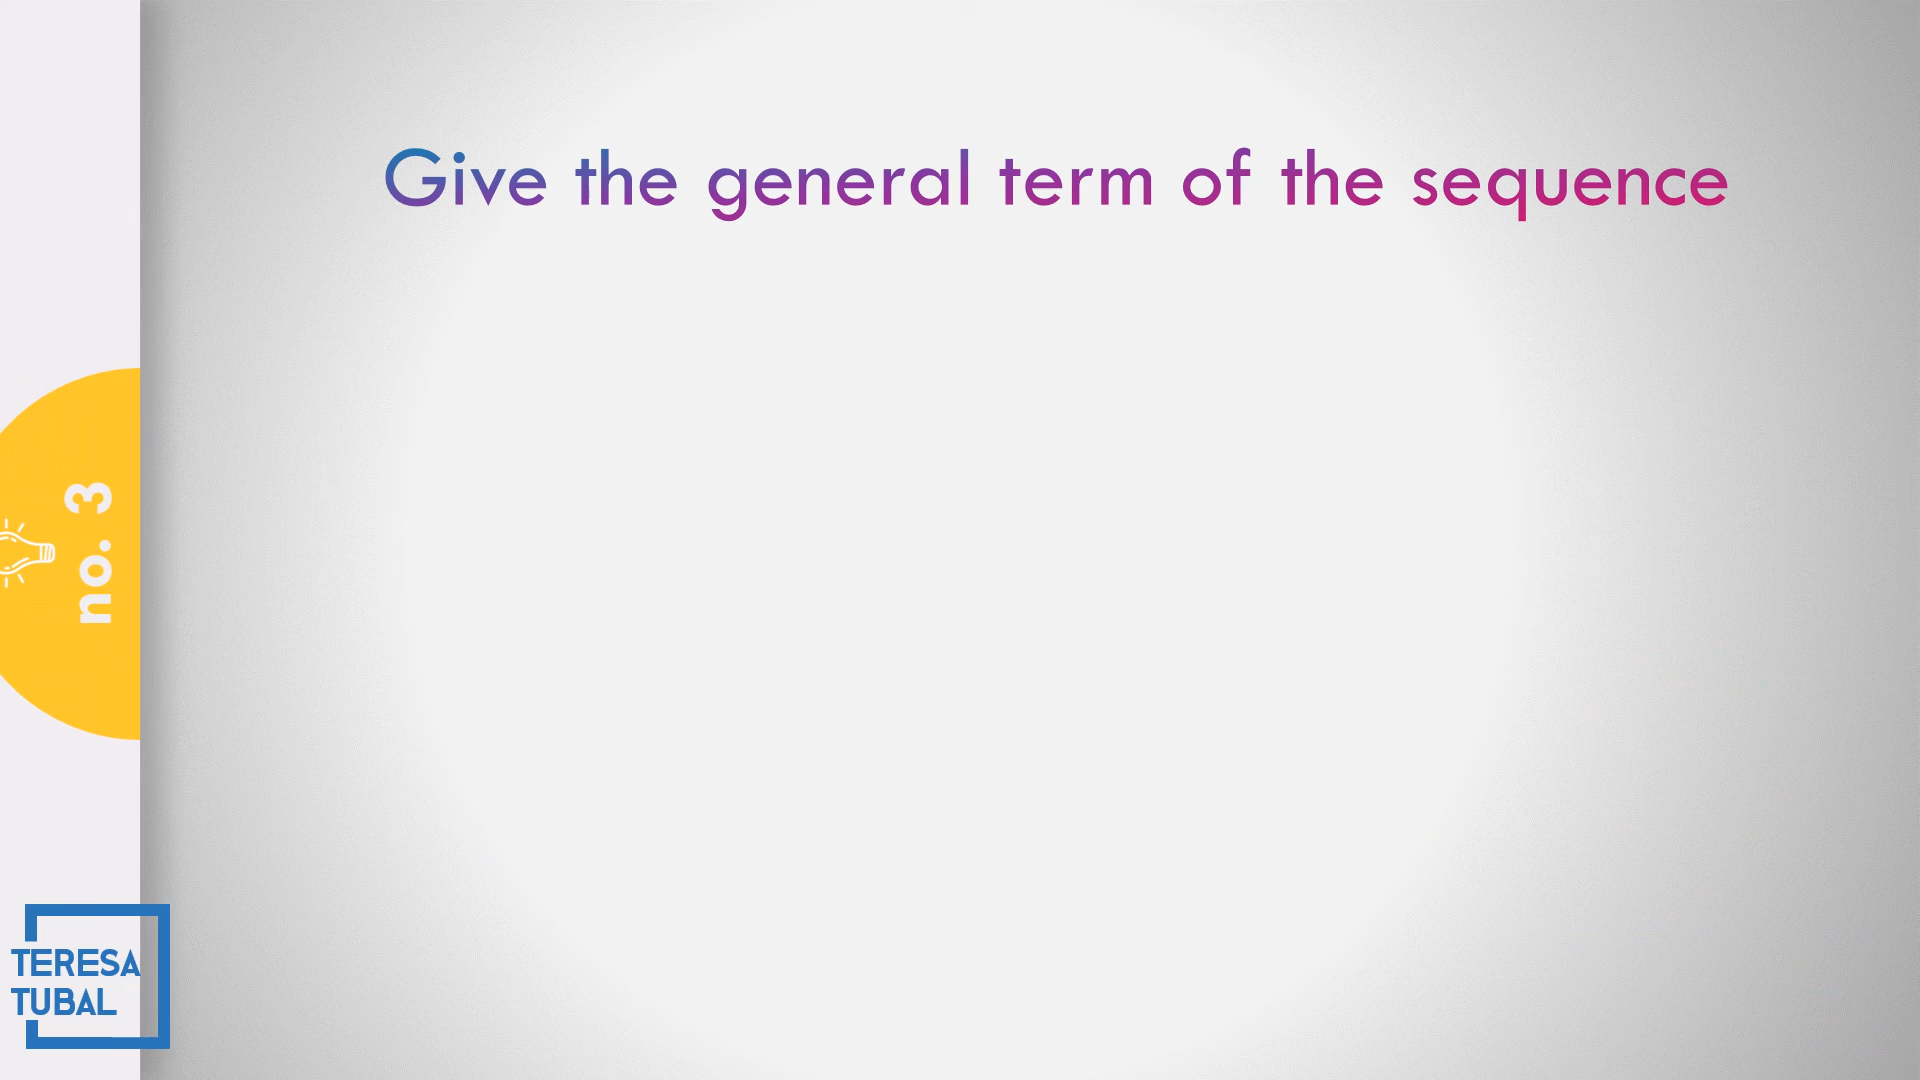 Give the general term of the sequence
no. 3
TERESA
TUBAL